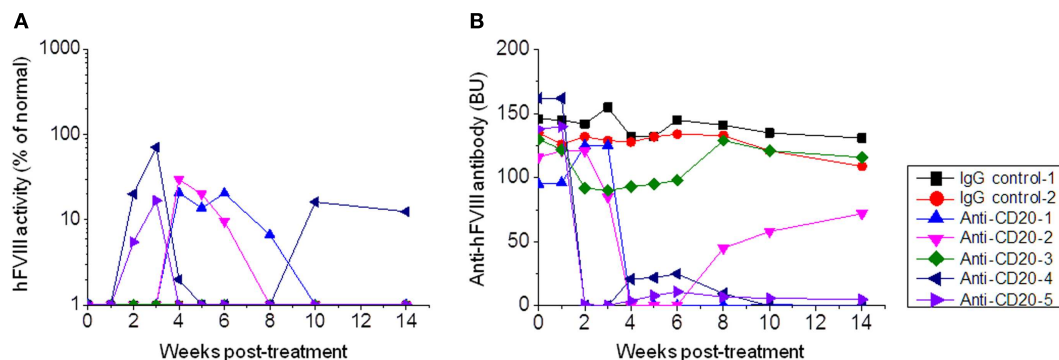 A
hFVIII activity (% of normal)
1000
100
10
1
0 2 4 6 8 10 12 14
Weeks post-treatment
B
Anti-hFVIII antibody (BU)
200
150
100
50
0
0 2 4 6 8 10 12 14
Weeks post-treatment
IgG control-1
IgG control-2
Anti-CD20-1
Anti-CD20-2
Anti-CD20-3
Anti-CD20-4
Anti-CD20-5